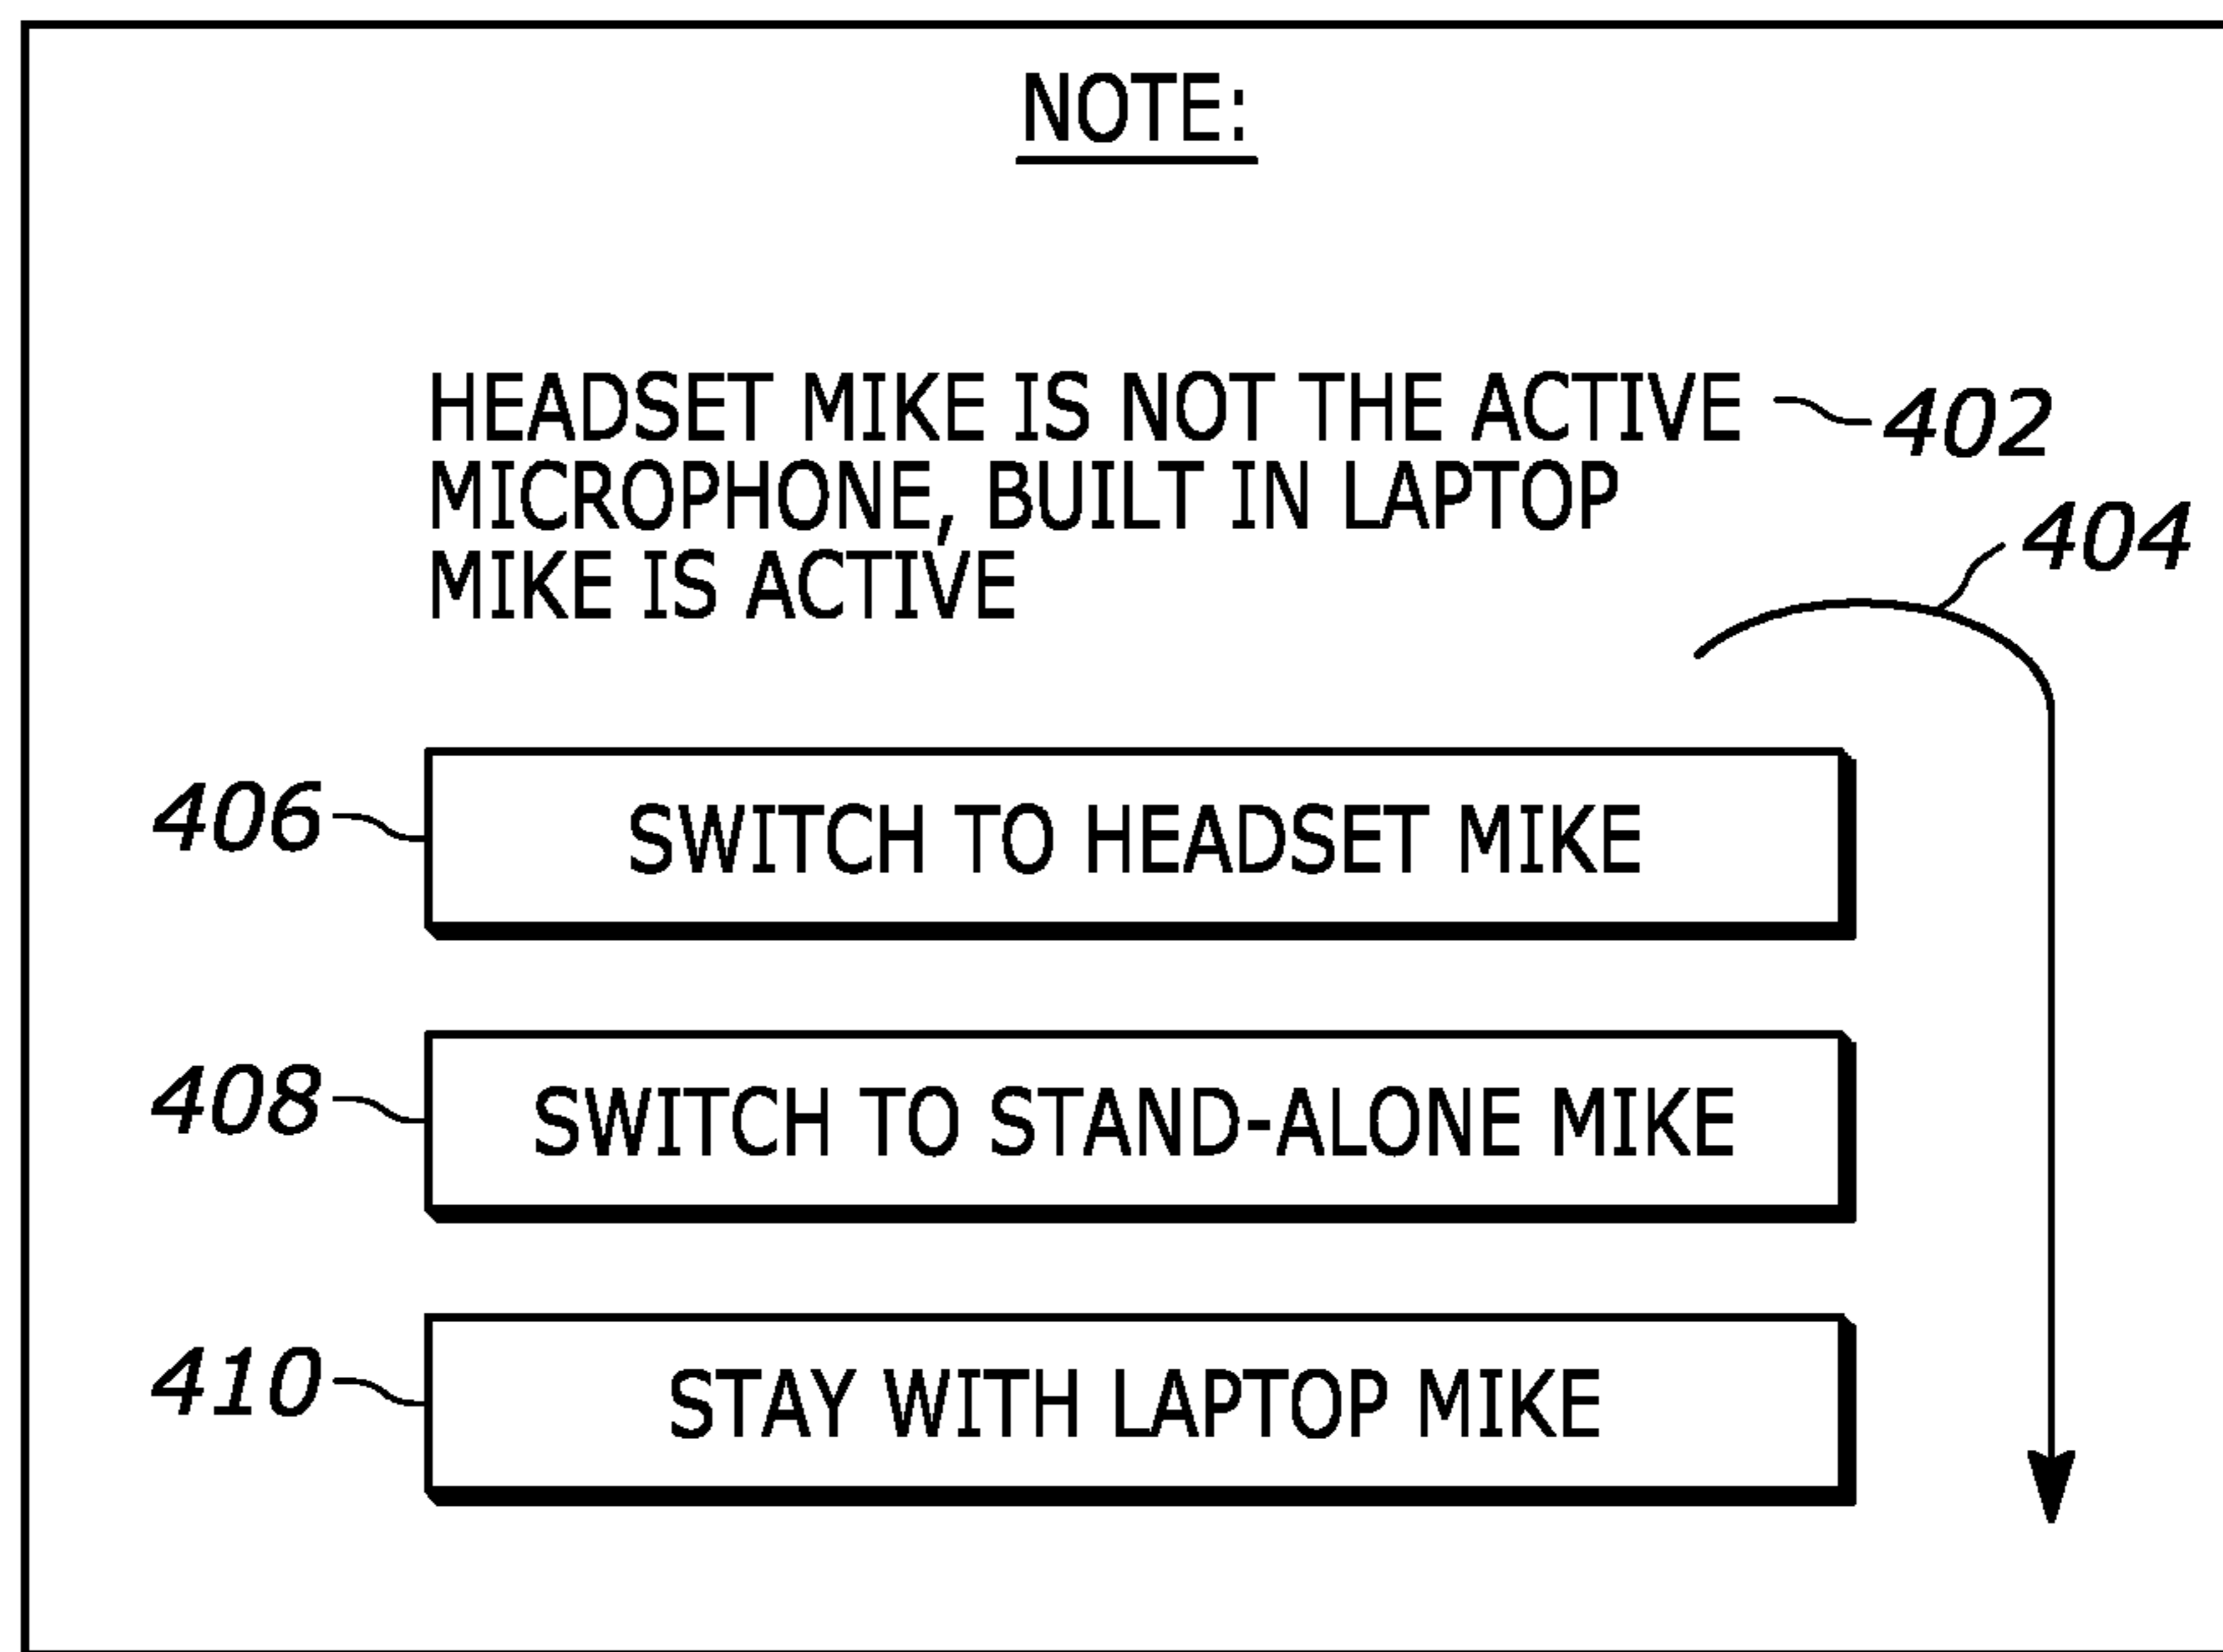 NOTE:
HEADSET MIKE IS NOT THE ACTIVE
402
MICROPHONE, BUILT IN LAPTOP
404
MIKE IS ACTIVE
406
SWITCH TO HEADSET MIKE
408
SWITCH TO STAND-ALONE MIKE
410
STAY WITH LAPTOP MIKE